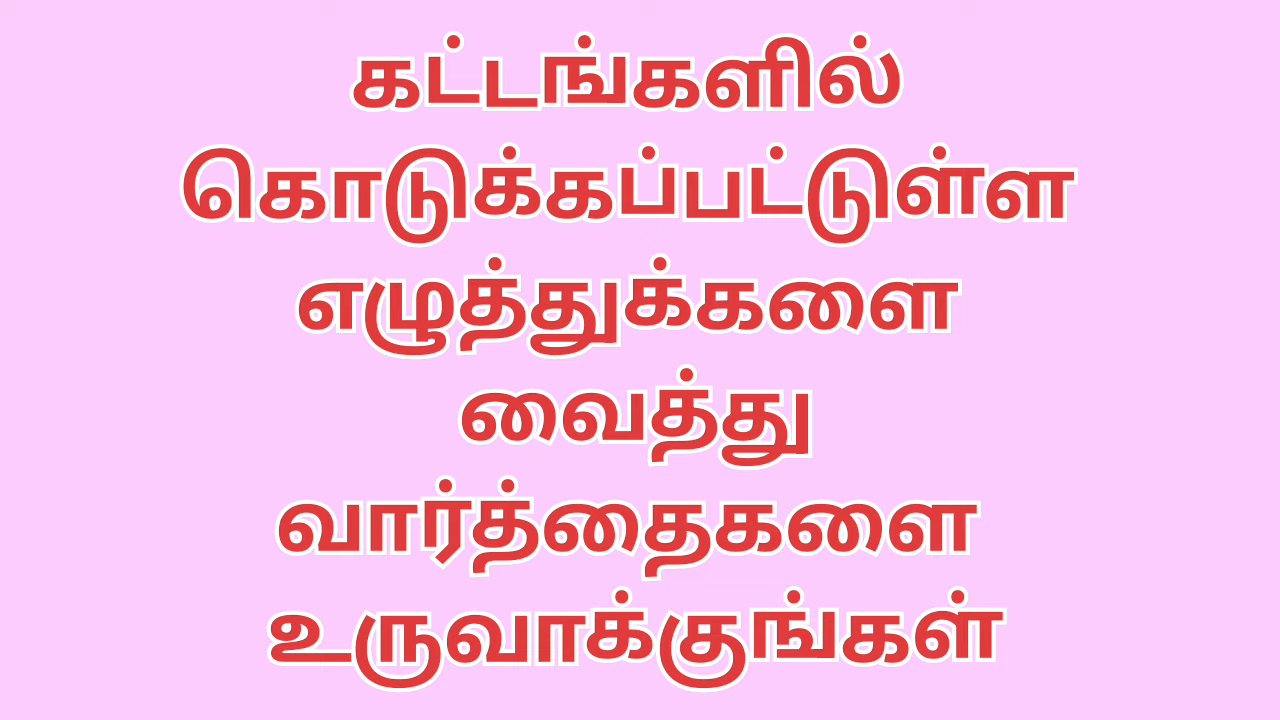 கட்டங்களில்
கொடுக்கப்பட்டுள்ள
எழுத்துக்களை
வைத்து
வார்த்தைகளை
உருவாக்குங்கள்